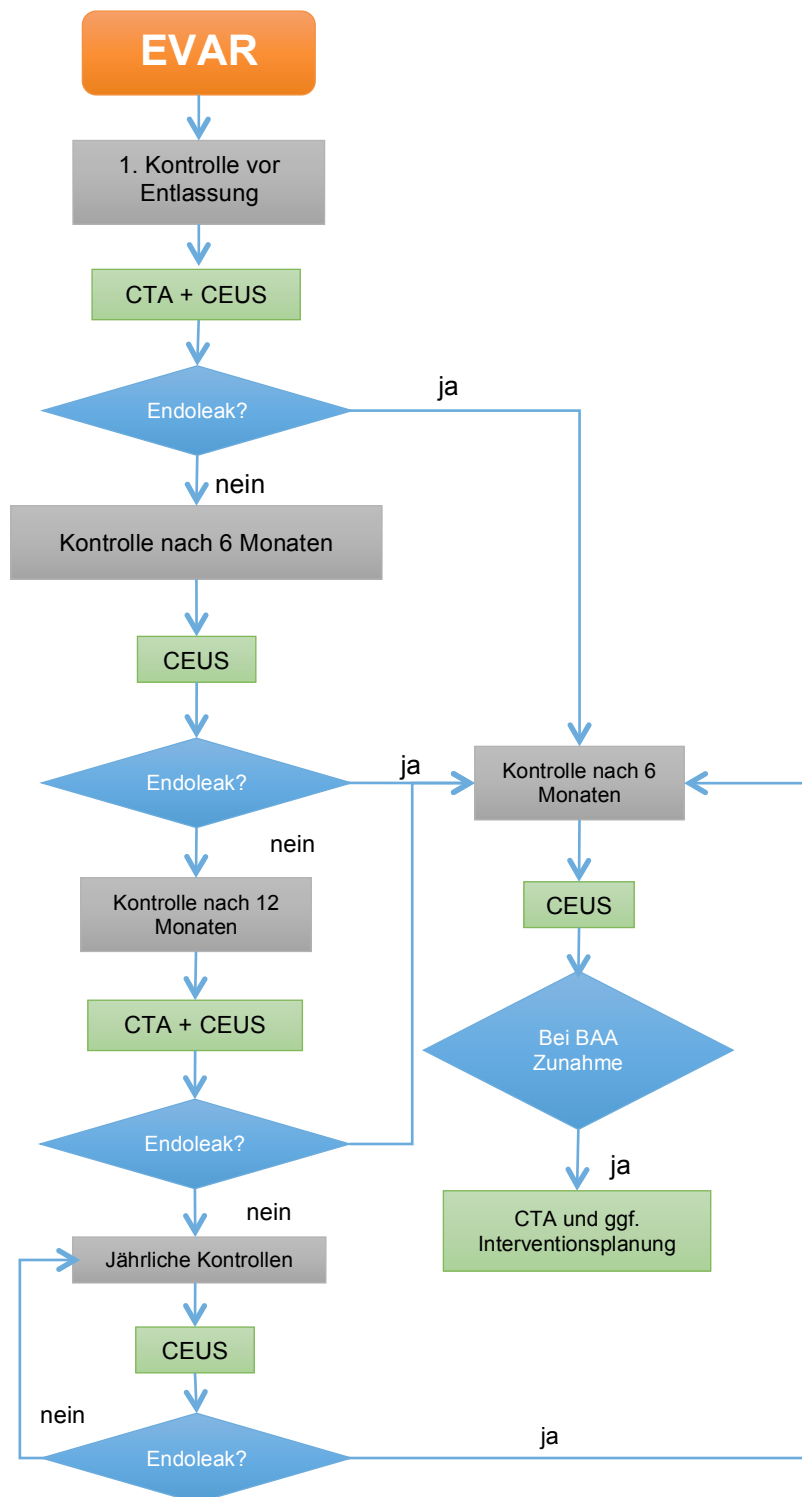 EVAR
1. Kontrolle vor
Entlassung
CTA + CEUS
Endoleak?
ja
nein
Kontrolle nach 6 Monaten
CEUS
Endoleak?
ja
nein
Kontrolle nach 12
Monaten
CTA + CEUS
Endoleak?
nein
Jährliche Kontrollen
CEUS
nein
Endoleak?
ja
Kontrolle nach 6
Monaten
CEUS
Bei BAA
Zunahme
ja
CTA und ggf.
Interventionsplanung